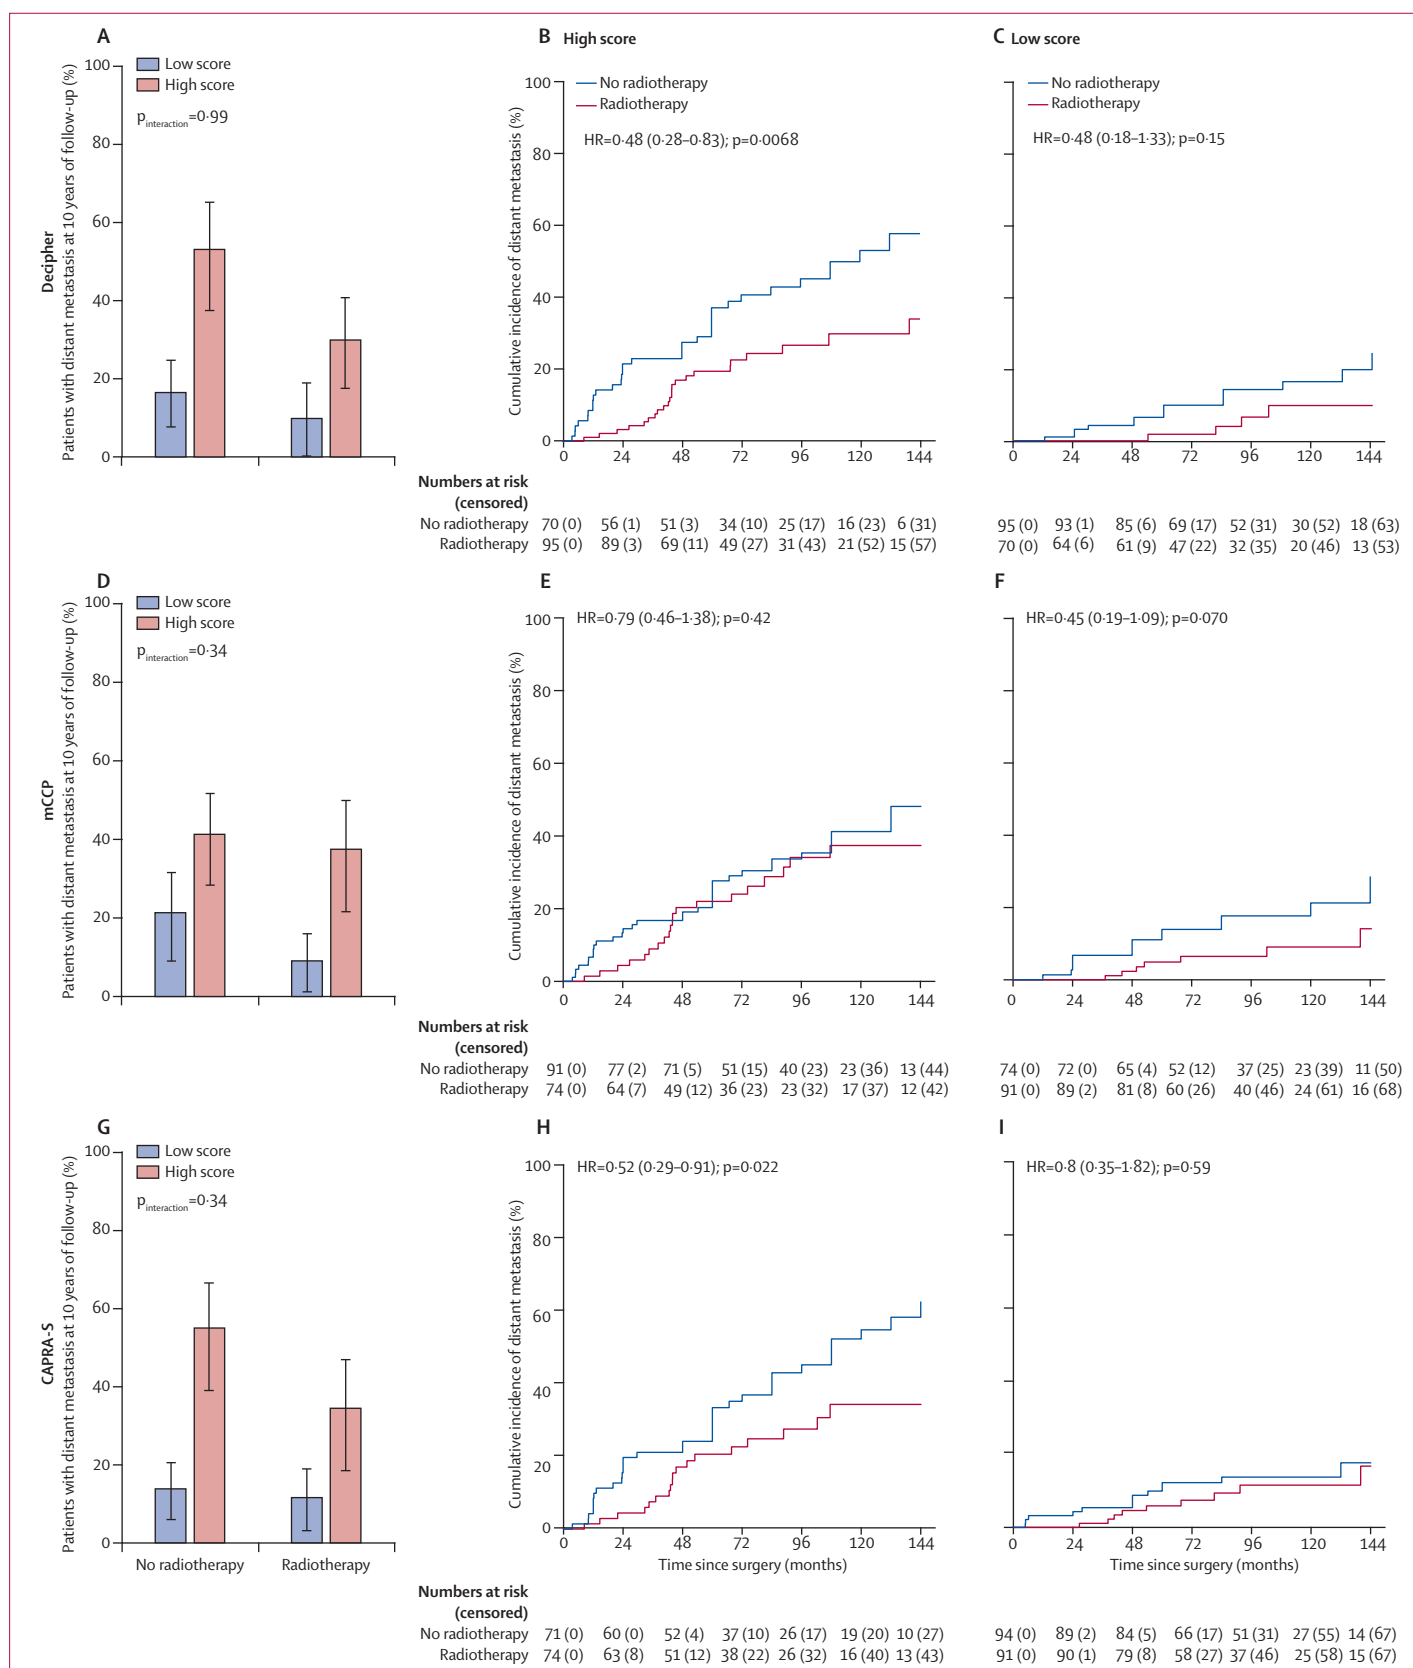 A
Decipher
Patients with distant metastasis at 10 years of follow-up (%)
100
80
60
40
20
0
Low score
High score
pinteraction=0·99
B High score
Cumulative incidence of distant metastasis (%)
100
80
60
40
20
0
No radiotherapy
Radiotherapy
HR=0·48 (0·28–0·83); p=0·0068
0 24 48 72 96 120 144
C Low score
No radiotherapy
Radiotherapy
HR=0·48 (0·18–1·33); p=0·15
0 24 48 72 96 120 144
Numbers at risk
(censored)
No radiotherapy 70 (0) 56 (1) 51 (3) 34 (10) 25 (17) 16 (23) 6 (31) 95 (0) 93 (1) 85 (6) 69 (17) 52 (31) 30 (52) 18 (63)
Radiotherapy 95 (0) 89 (3) 69 (11) 49 (27) 31 (43) 21 (52) 15 (57) 70 (0) 64 (6) 61 (9) 47 (22) 32 (35) 20 (46) 13 (53)
D
mCCP
Patients with distant metastasis at 10 years of follow-up (%)
100
80
60
40
20
0
Low score
High score
pinteraction=0·34
E
Cumulative incidence of distant metastasis (%)
100
80
60
40
20
0
HR=0·79 (0·46–1·38); p=0·42
0 24 48 72 96 120 144
F
HR=0·45 (0·19–1·09); p=0·070
0 24 48 72 96 120 144
Numbers at risk
(censored)
No radiotherapy 91 (0) 77 (2) 71 (5) 51 (15) 40 (23) 23 (36) 13 (44) 74 (0) 72 (0) 65 (4) 52 (12) 37 (25) 23 (39) 11 (50)
Radiotherapy 74 (0) 64 (7) 49 (12) 36 (23) 23 (32) 17 (37) 12 (42) 91 (0) 89 (2) 81 (8) 60 (26) 40 (46) 24 (61) 16 (68)
G
CAPRA-S
Patients with distant metastasis at 10 years of follow-up (%)
100
80
60
40
20
0
Low score
High score
pinteraction=0·34
No radiotherapy Radiotherapy
H
Cumulative incidence of distant metastasis (%)
100
80
60
40
20
0
HR=0·52 (0·29–0·91); p=0·022
0 24 48 72 96 120 144
Time since surgery (months)
I
HR=0·8 (0·35–1·82); p=0·59
0 24 48 72 96 120 144
Time since surgery (months)
Numbers at risk
(censored)
No radiotherapy 71 (0) 60 (0) 52 (4) 37 (10) 26 (17) 19 (20) 10 (27) 94 (0) 89 (2) 84 (5) 66 (17) 51 (31) 27 (55) 14 (67)
Radiotherapy 74 (0) 63 (8) 51 (12) 38 (22) 26 (32) 16 (40) 13 (43) 91 (0) 90 (1) 79 (8) 58 (27) 37 (46) 25 (58) 15 (67)